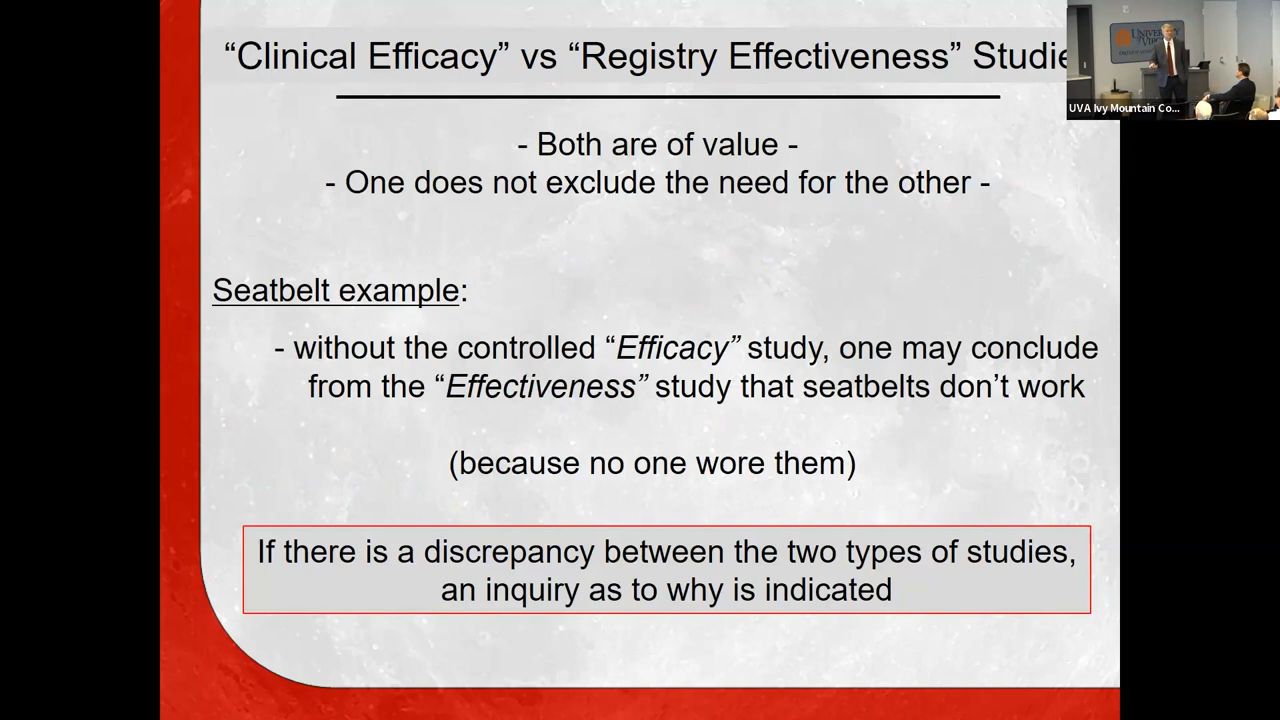 “Clinical Efficacy” vs “Registry Effectiveness” Studie
- Both are of value -
- One does not exclude the need for the other -
Seatbelt example:
- without the controlled “Efficacy” study, one may conclude
from the “Effectiveness” study that seatbelts don’t work
(because no one wore them)
If there is a discrepancy between the two types of studies,
an inquiry as to why is indicated
UNIVERSITY
UVA Ivy Mountain Co...